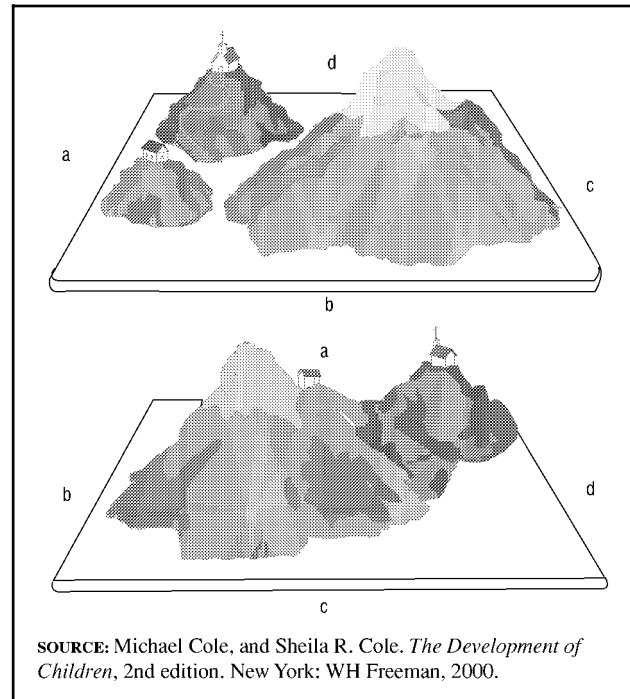 d
a
c
b
a
b
d
c
SOURCE: Michael Cole, and Sheila R. Cole. The Development of
Children, 2nd edition. New York: WH Freeman, 2000.